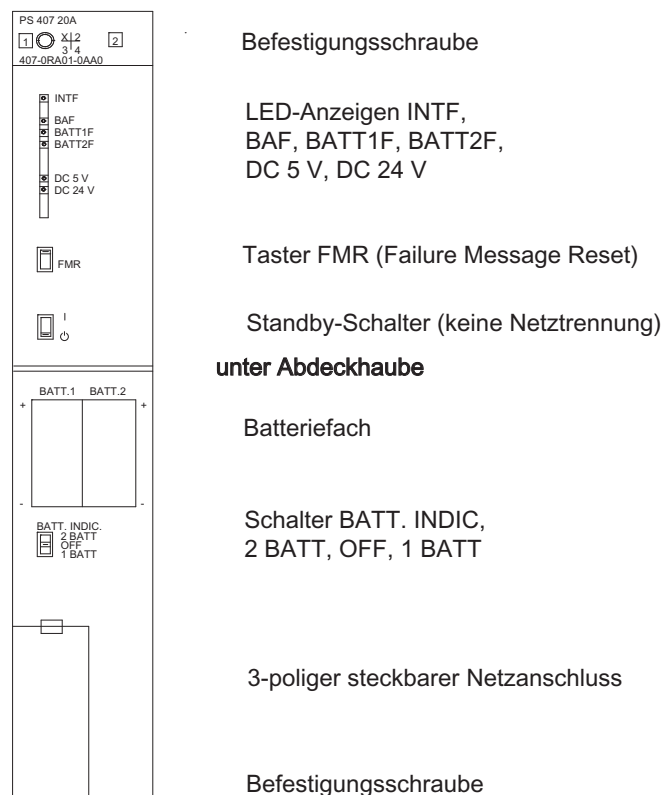 PS 407 20A
1 X 2 2
3 4
407-0RA01-0AA0
Befestigungsschraube
INTF
BAF
BATT1F
BATT2F
DC 5 V
DC 24 V
LED-Anzeigen INTF,
BAF, BATT1F, BATT2F,
DC 5 V, DC 24 V
FMR
Taster FMR (Failure Message Reset)
I
Standby-Schalter (keine Netztrennung)
unter Abdeckhaube
BATT.1 BATT.2
+ +
Batteriefach
- -
BATT. INDIC.
2 BATT
OFF
1 BATT
Schalter BATT. INDIC,
2 BATT, OFF, 1 BATT
3-poliger steckbarer Netzanschluss
Befestigungsschraube